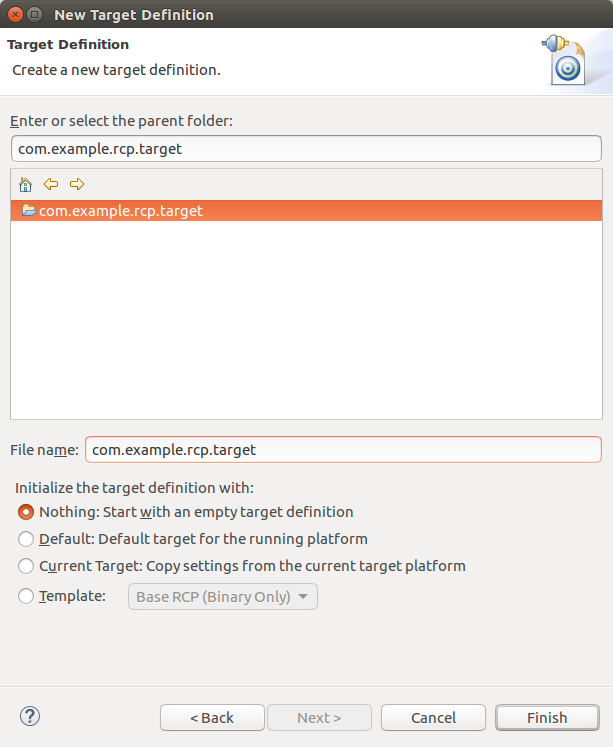 New Target Definition
Target Definition
Create a new target definition.
Enter or select the parent folder:
com.example.rcp.target
com.example.rcp.target
File name: com.example.rcp.target
Initialize the target definition with:
Nothing: Start with an empty target definition
Default: Default target for the running platform
Current Target: Copy settings from the current target platform
Template: Base RCP (Binary Only)
? < Back Next > Cancel Finish